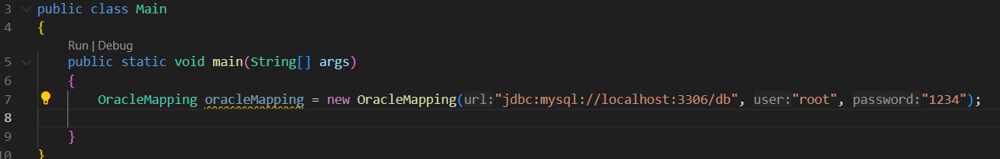 3 public class Main
4 {
Run | Debug
5 public static void main(String[] args)
6 {
7 OracleMapping oracleMapping = new OracleMapping(url:"jdbc:mysql://localhost:3306/db", user:"root", password:"1234");
8
9 }
10 }